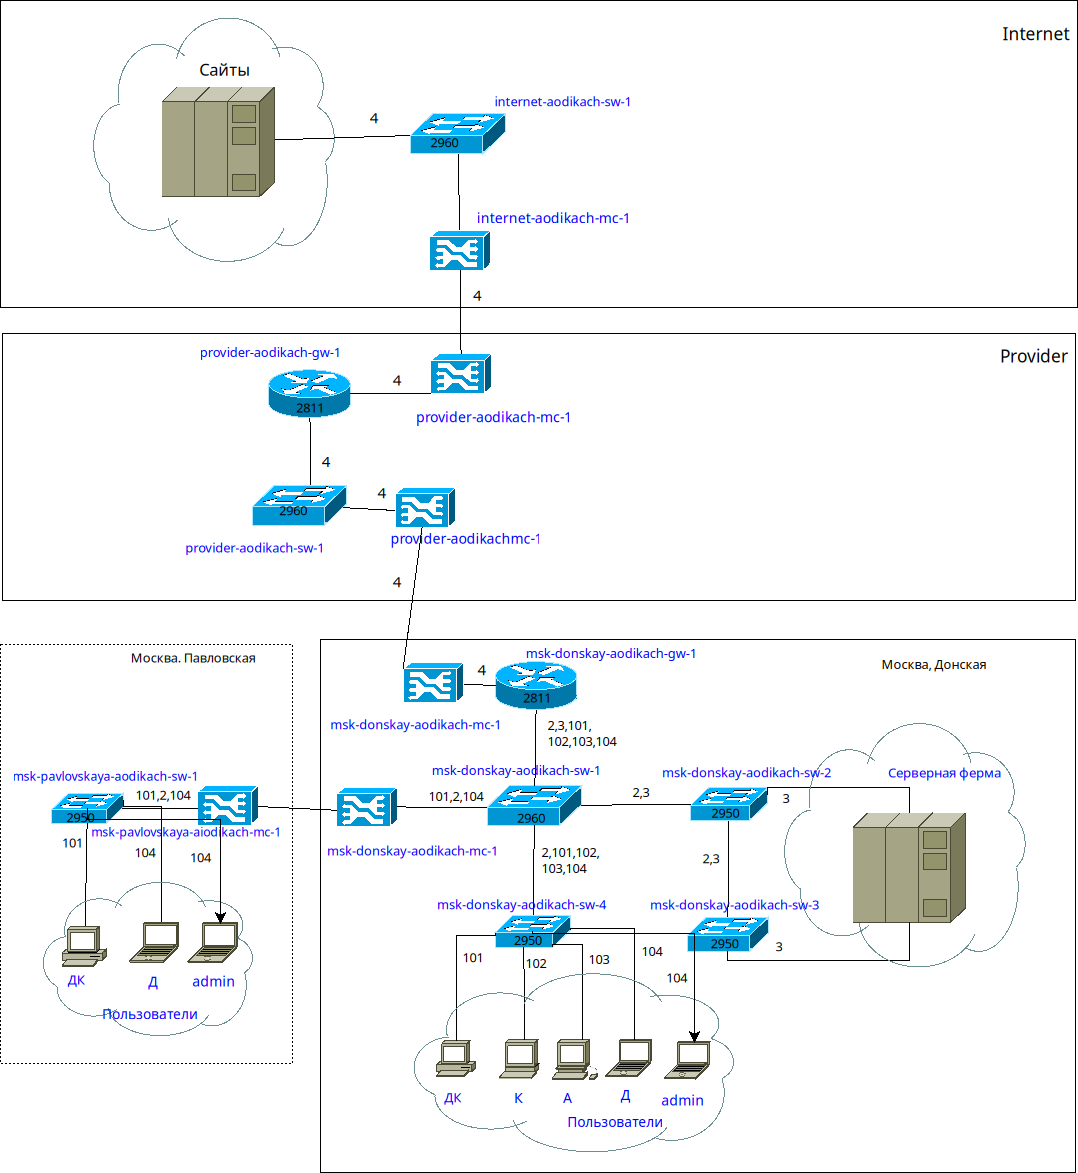 Internet
Сайты
internet-aodikach-sw-1
4
2960
internet-aodikach-mc-1
4
Provider
provider-aodikach-gw-1
4
2811
provider-aodikach-mc-1
4
4
2960
provider-aodikachmc-1
provider-aodikach-sw-1
4
Москва. Павловская
msk-donskay-aodikach-gw-1
Москва, Донская
4
2811
msk-donskay-aodikach-mc-1
2,3,101,
102,103,104
msk-pavlovskaya-aodikach-sw-1
msk-donskay-aodikach-sw-1
msk-donskay-aodikach-sw-2
Серверная ферма
101,2,104
101,2,104
2,3
3
2950
2960
2950
msk-pavlovskaya-aiodikach-mc-1
101
104
104
msk-donskay-aodikach-mc-1
2,101,102,
103,104
2,3
msk-donskay-aodikach-sw-4
msk-donskay-aodikach-sw-3
2950
2950
3
101
102
103
104
104
ДК
Д
admin
Пользователи
ДК
К
А
Д
admin
Пользователи